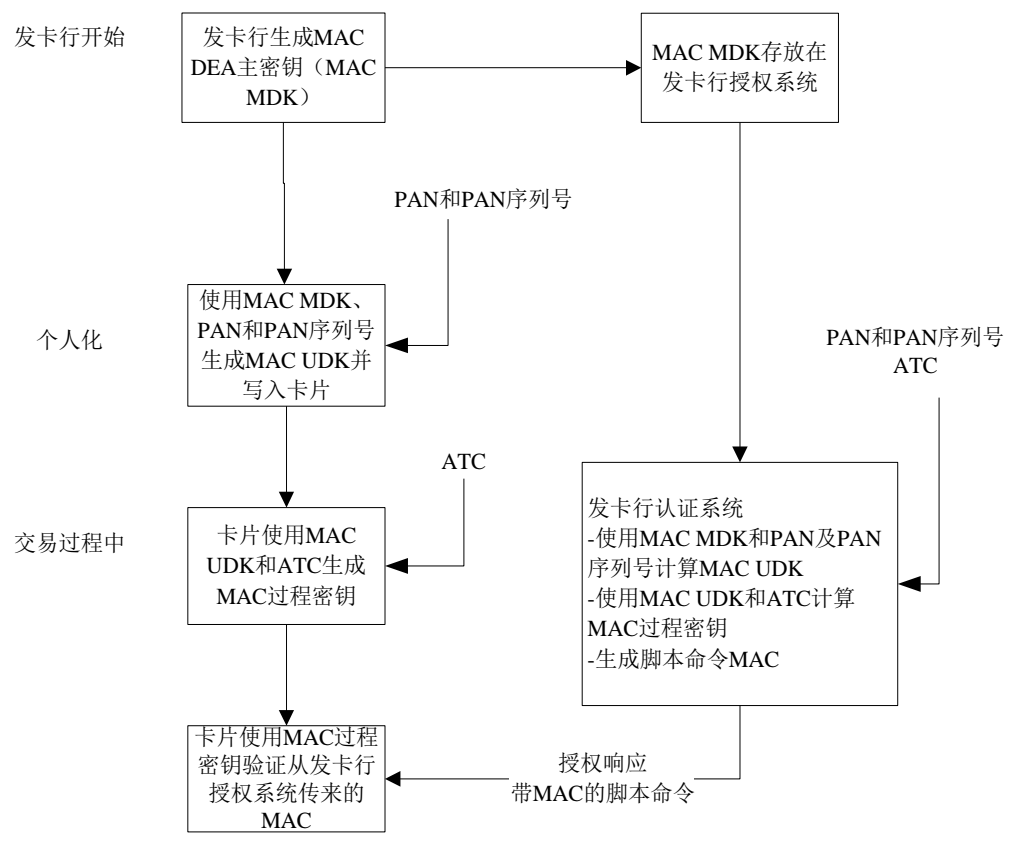 发卡行开始
发卡行生成MAC
DEA主密钥（MAC
MDK）
MAC MDK存放在
发卡行授权系统
PAN和PAN序列号
个人化
使用MAC MDK、
PAN和PAN序列号
生成MAC UDK并
写入卡片
PAN和PAN序列号
ATC
ATC
交易过程中
卡片使用MAC
UDK和ATC生成
MAC过程密钥
发卡行认证系统
-使用MAC MDK和PAN及PAN
序列号计算MAC UDK
-使用MAC UDK和ATC计算
MAC过程密钥
-生成脚本命令MAC
卡片使用MAC过程
密钥验证从发卡行
授权系统传来的
MAC
授权响应
带MAC的脚本命令